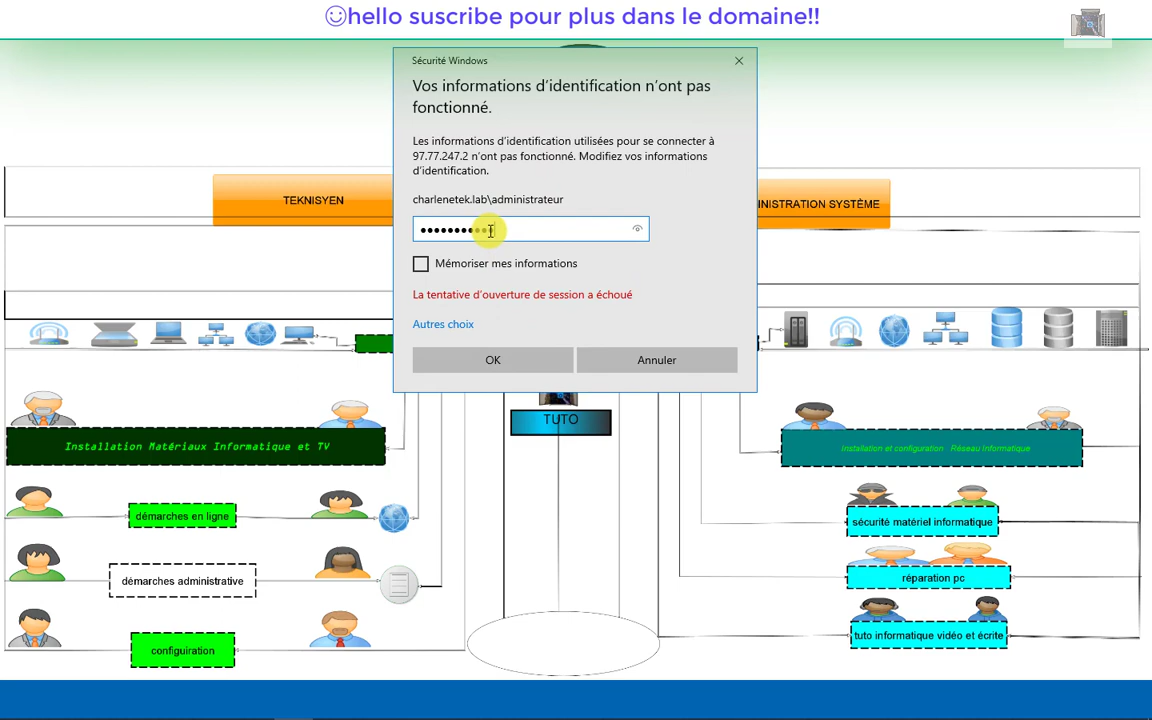 ☺hello suscribe pour plus dans le domaine!!
Sécurité Windows
Vos informations d’identification n’ont pas
fonctionné.
Les informations d’identification utilisées pour se connecter à
97.77.247.2 n’ont pas fonctionné. Modifiez vos informations
d’identification.
charlenetek.lab\administrateur
Mémoriser mes informations
La tentative d’ouverture de session a échoué
Autres choix
OK
Annuler
TEKNISYEN
INISTRATION SYSTÈME
TUTO
Installation Matériaux Informatique et TV
Installation et configuration Réseau Informatique
démarches en ligne
sécurité matériel informatique
démarches administrative
réparation pc
configuiration
tuto informatique vidéo et écrite